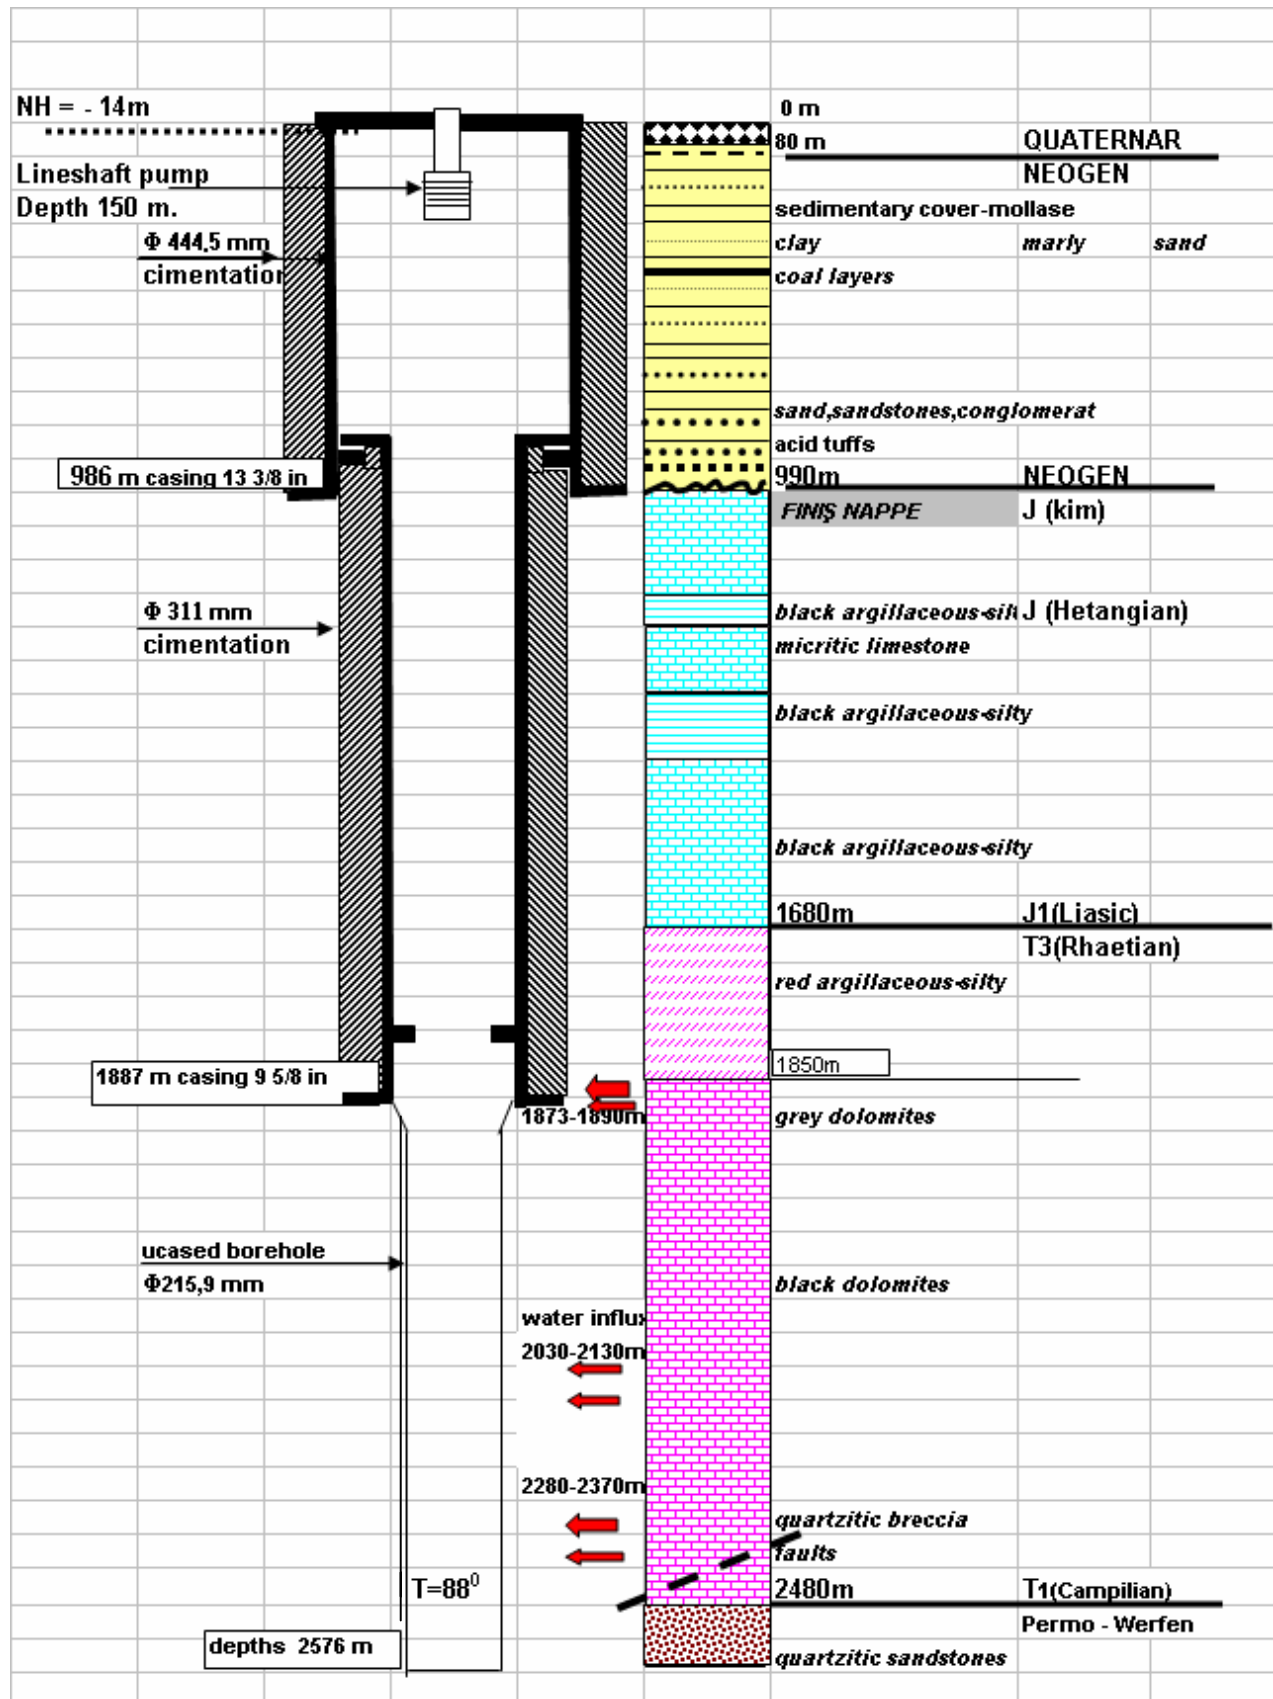 NH = - 14m
0 m
80 m QUATERNAR
NEOGEN
Lineshaft pump
Depth 150 m.
sedimentary cover-mollase
Φ 444,5 mm
cimentation
clay marly sand
coal layers
sand,sandstones,conglomerat
acid tuffs
986 m casing 13 3/8 in
990m NEOGEN
FINIŞ NAPPE J (kim)
Φ 311 mm
cimentation
black argillaceous-silt J (Hetangian)
micritic limestone
black argillaceous-silty
black argillaceous-silty
1680m J1(Liasic)
T3(Rhaetian)
red argillaceous-silty
1850m
1887 m casing 9 5/8 in
1873-1890m
grey dolomites
ucased borehole
Φ215,9 mm
black dolomites
water influx
2030-2130m
2280-2370m
quartzitic breccia
faults
T=88⁰
2480m T1(Campilian)
Permo - Werfen
depths 2576 m
quartzitic sandstones